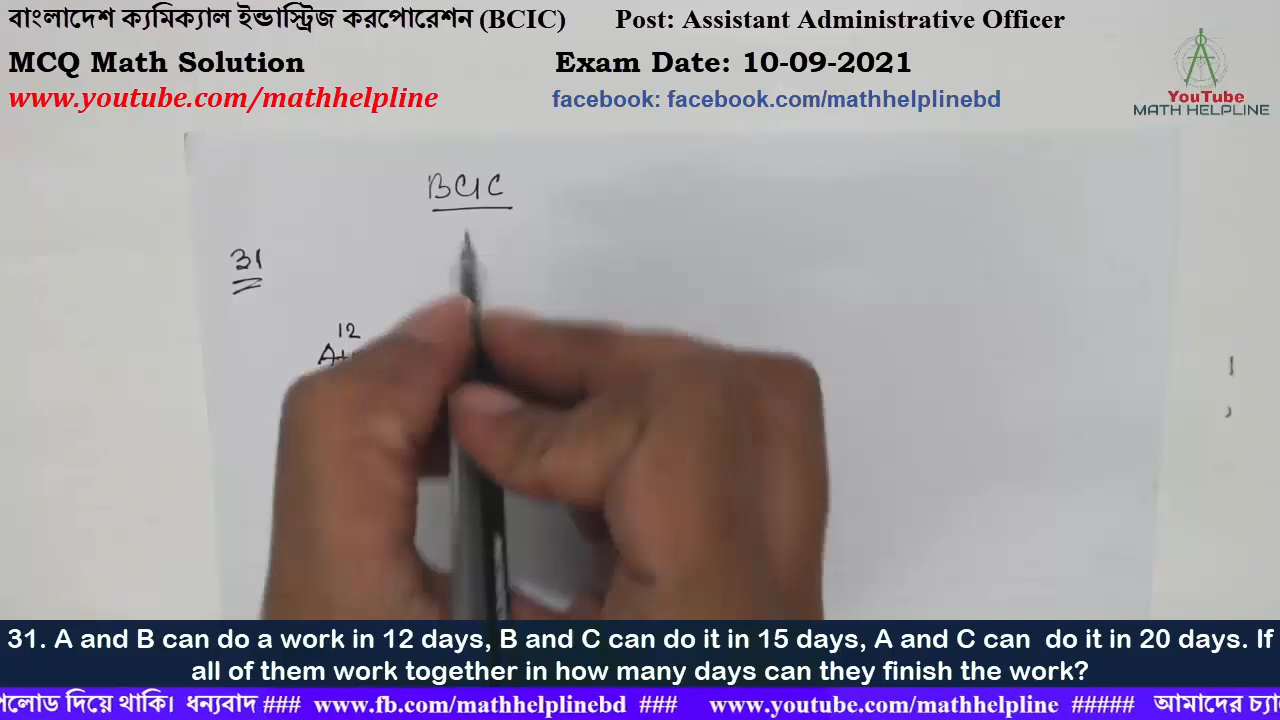 বাংলাদেশ ক্যমিক্যাল ইন্ডাস্ট্রিজ করপোরেশন (BCIC) Post: Assistant Administrative Officer
MCQ Math Solution Exam Date: 10-09-2021
www.youtube.com/mathhelpline facebook: facebook.com/mathhelplinebd
YouTube
MATH HELPLINE
BCIC
31
12
A+
31. A and B can do a work in 12 days, B and C can do it in 15 days, A and C can do it in 20 days. If
all of them work together in how many days can they finish the work?
পলোড দিয়ে থাকি। ধন্যবাদ ### www.fb.com/mathhelplinebd ### www.youtube.com/mathhelpline ##### আমাদের